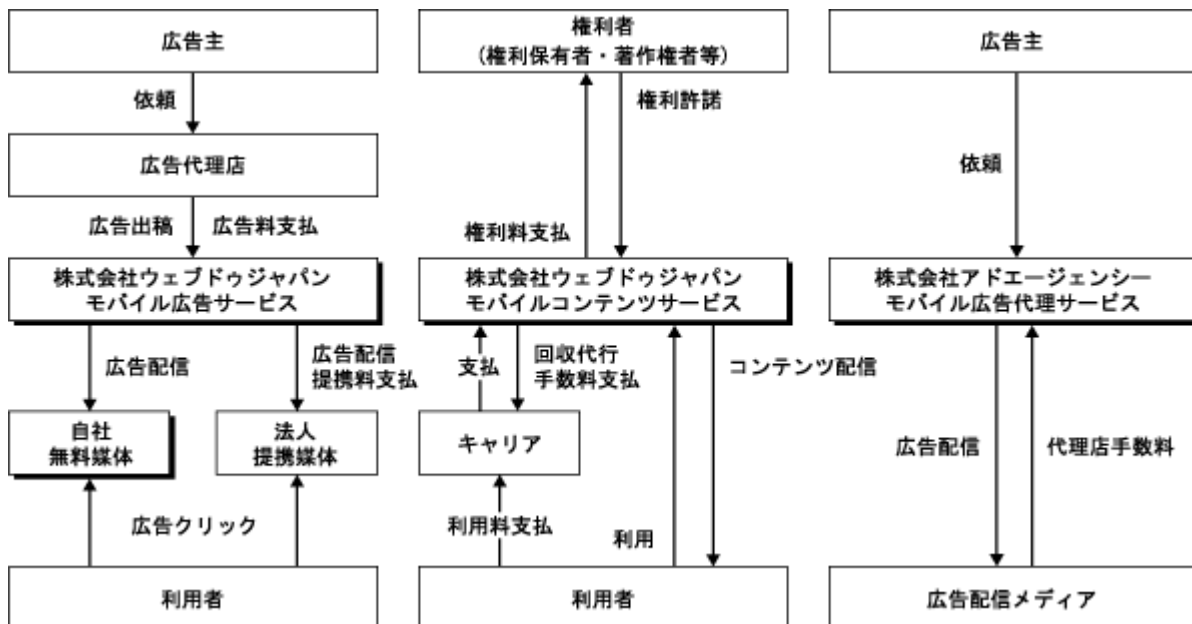 広告主
依頼
広告代理店
広告出稿
広告料支払
株式会社ウェブドゥジャパン
モバイル広告サービス
広告配信
広告配信
提携料支払
自社
無料媒体
法人
提携媒体
広告クリック
利用者
権利者
(権利保有者・著作権者等)
権利許諾
権利料支払
株式会社ウェブドゥジャパン
モバイルコンテンツサービス
支払
回収代行
手数料支払
コンテンツ配信
キャリア
利用料支払
利用
利用者
広告主
依頼
株式会社アドエージェンシー
モバイル広告代理サービス
広告配信
代理店手数料
広告配信メディア